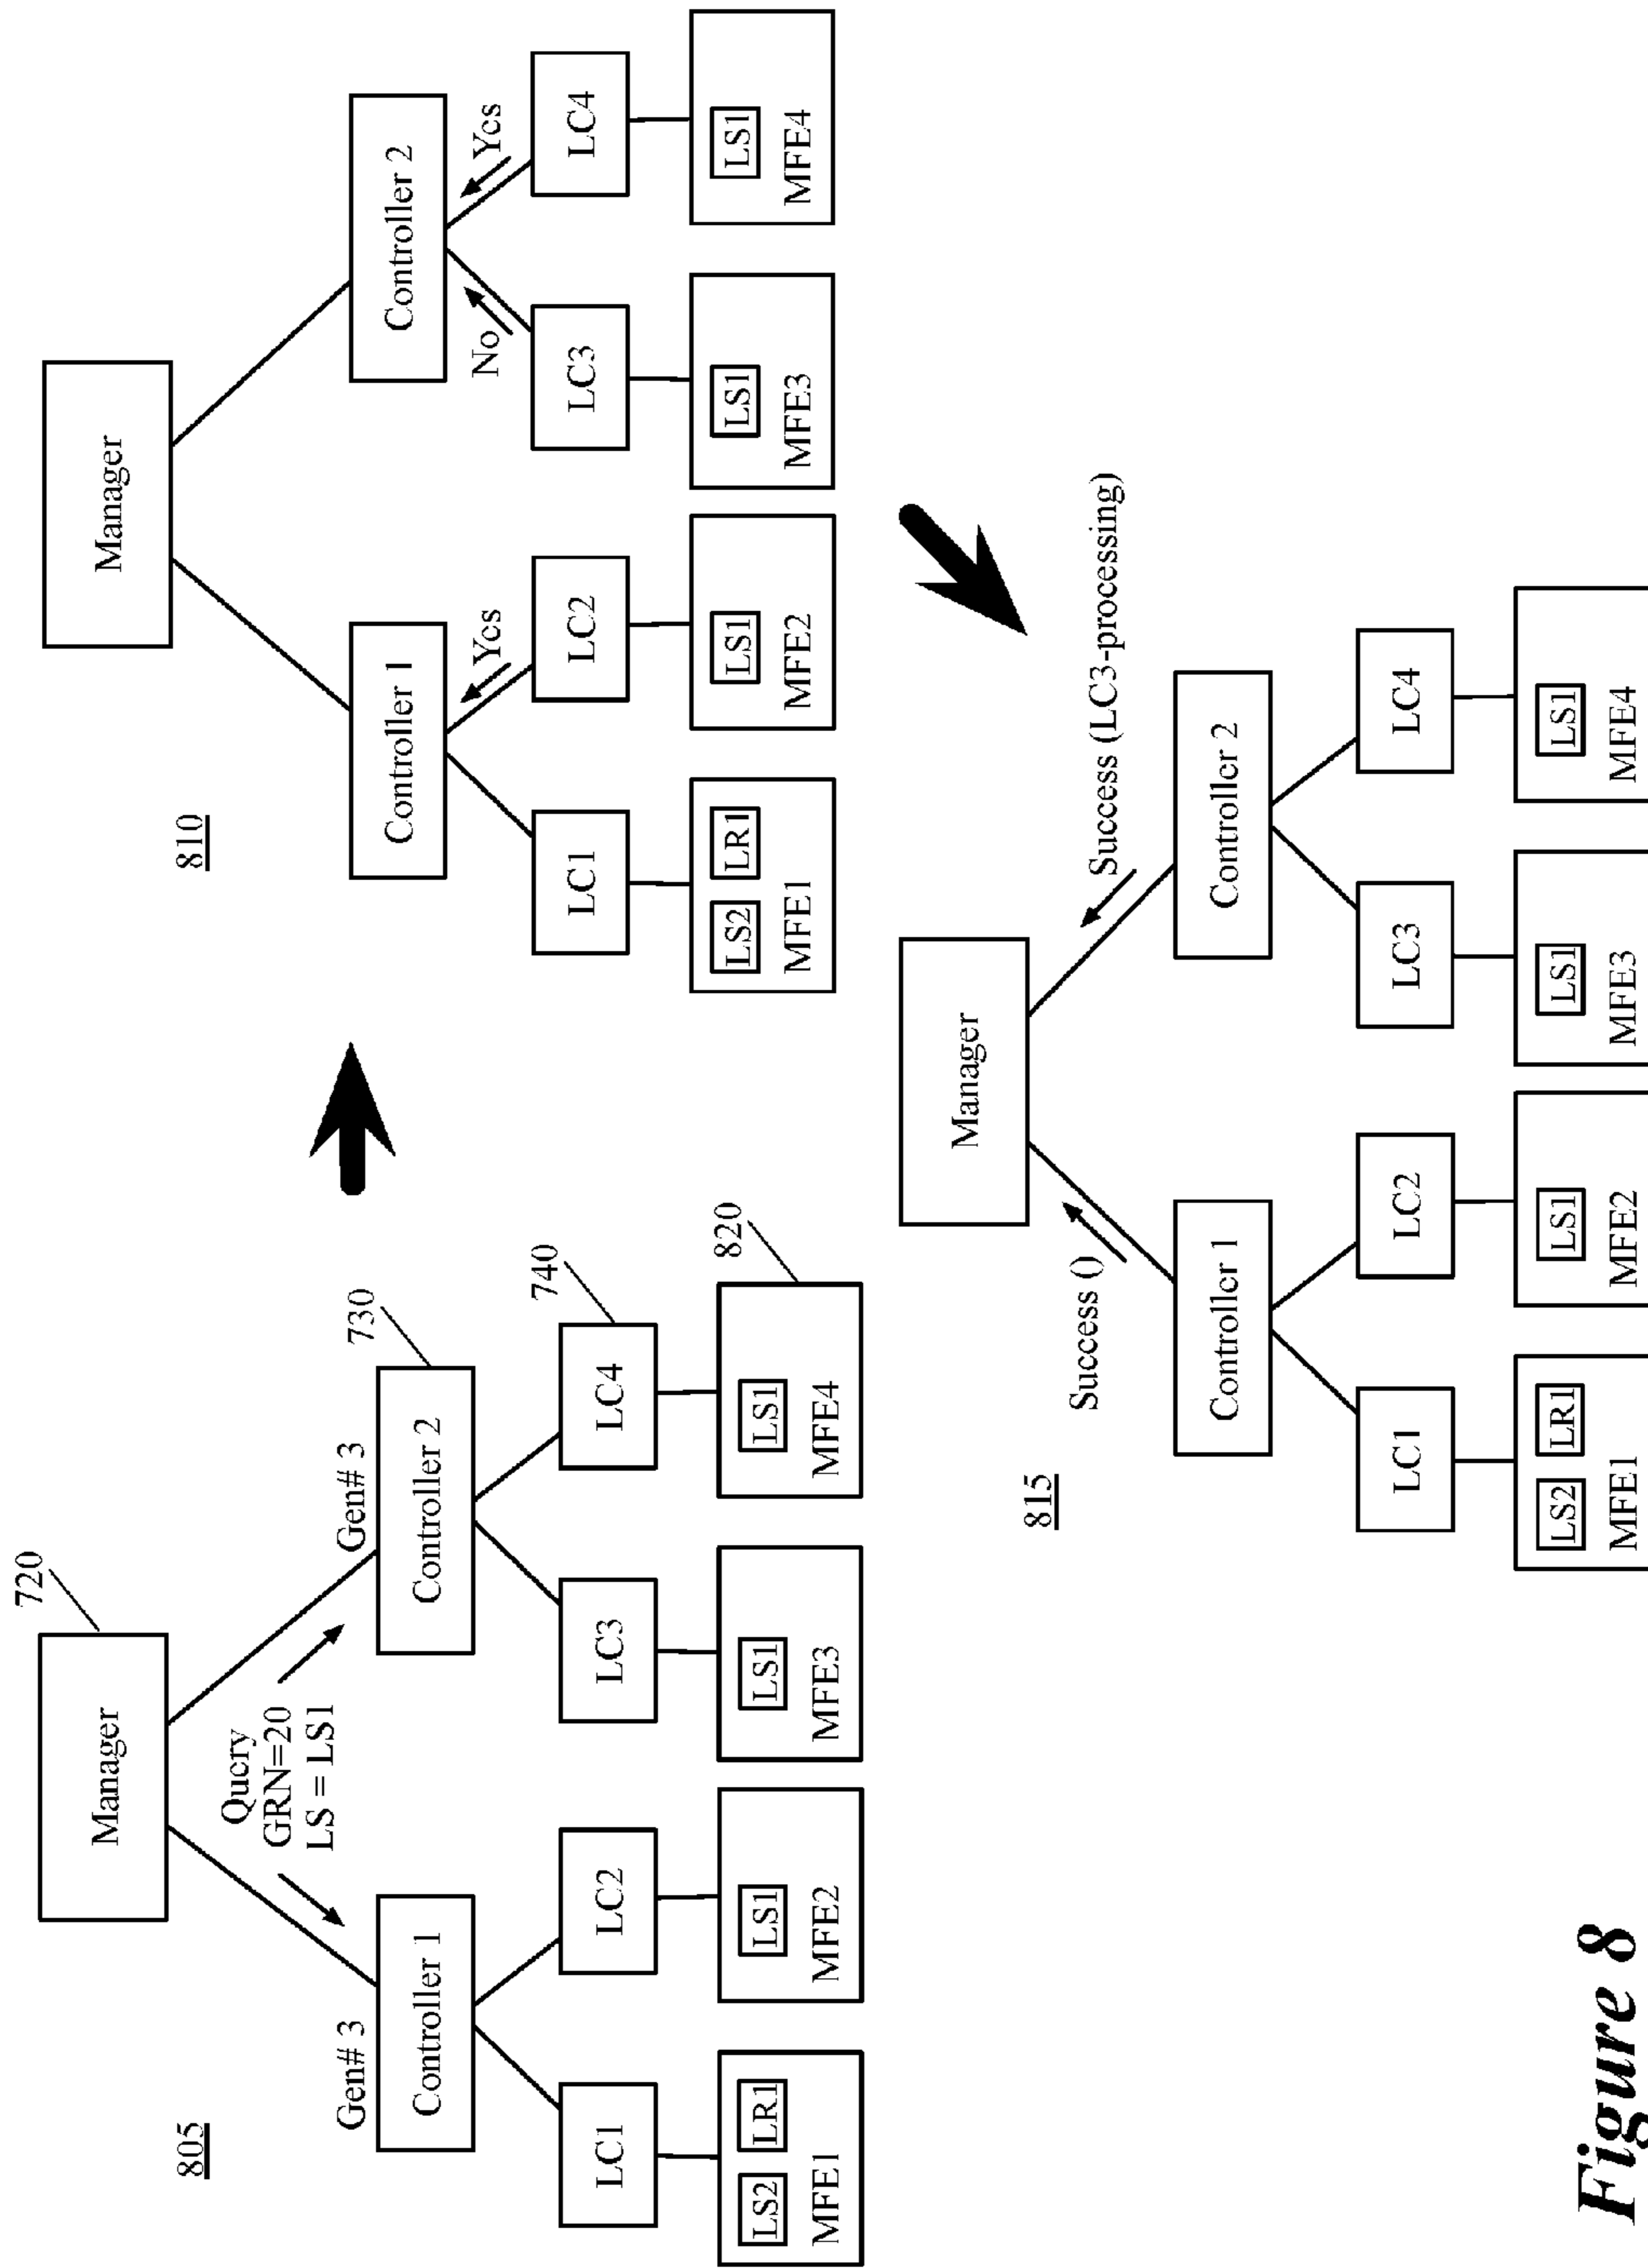 805
720
Manager
Query
GRN=20
LS = LS1
Gen# 3
Gen# 3
730
Controller 1
Controller 2
740
LC1
LC2
LC3
LC4
820
LS2
LR1
LS1
LS1
LS1
MFE1
MFE2
MFE3
MFE4
810
Manager
Controller 1
Controller 2
Yes
No
Yes
LC1
LC2
LC3
LC4
LS2
LR1
LS1
LS1
LS1
MFE1
MFE2
MFE3
MFE4
815
Manager
Success ()
Success (LC3-processing)
Controller 1
Controller 2
LC1
LC2
LC3
LC4
LS2
LR1
LS1
LS1
LS1
MFE1
MFE2
MFE3
MFE4
Figure 8